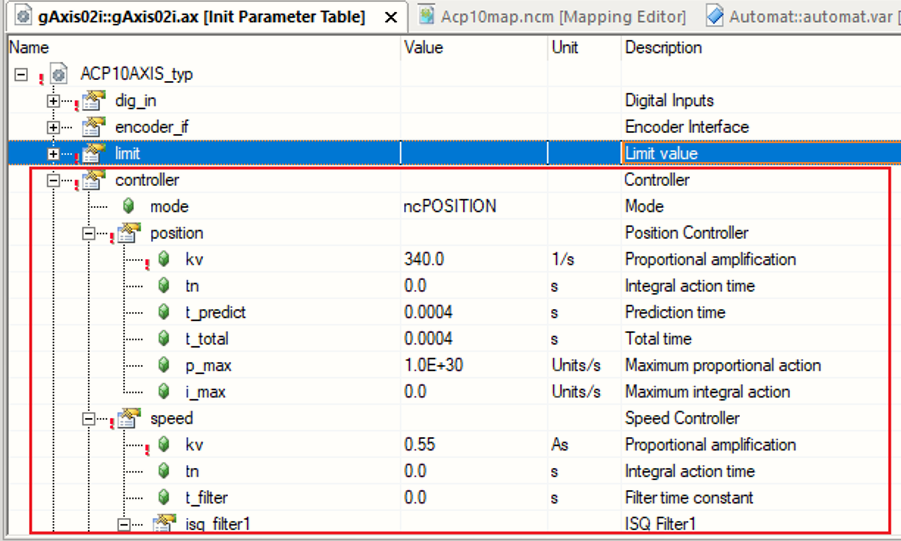 gAxis02i::gAxis02i.ax [Init Parameter Table] Acp10map.ncm [Mapping Editor] Automat::automat.var [
Name Value Unit Description
ACP10AXIS_typ
dig_in Digital Inputs
encoder_if Encoder Interface
limit Limit value
controller Controller
mode ncPOSITION Mode
position Position Controller
kv 340.0 1/s Proportional amplification
tn 0.0 s Integral action time
t_predict 0.0004 s Prediction time
t_total 0.0004 s Total time
p_max 1.0E+30 Units/s Maximum proportional action
i_max 0.0 Units/s Maximum integral action
speed Speed Controller
kv 0.55 As Proportional amplification
tn 0.0 s Integral action time
t_filter 0.0 s Filter time constant
isq_filter1 ISQ Filter1